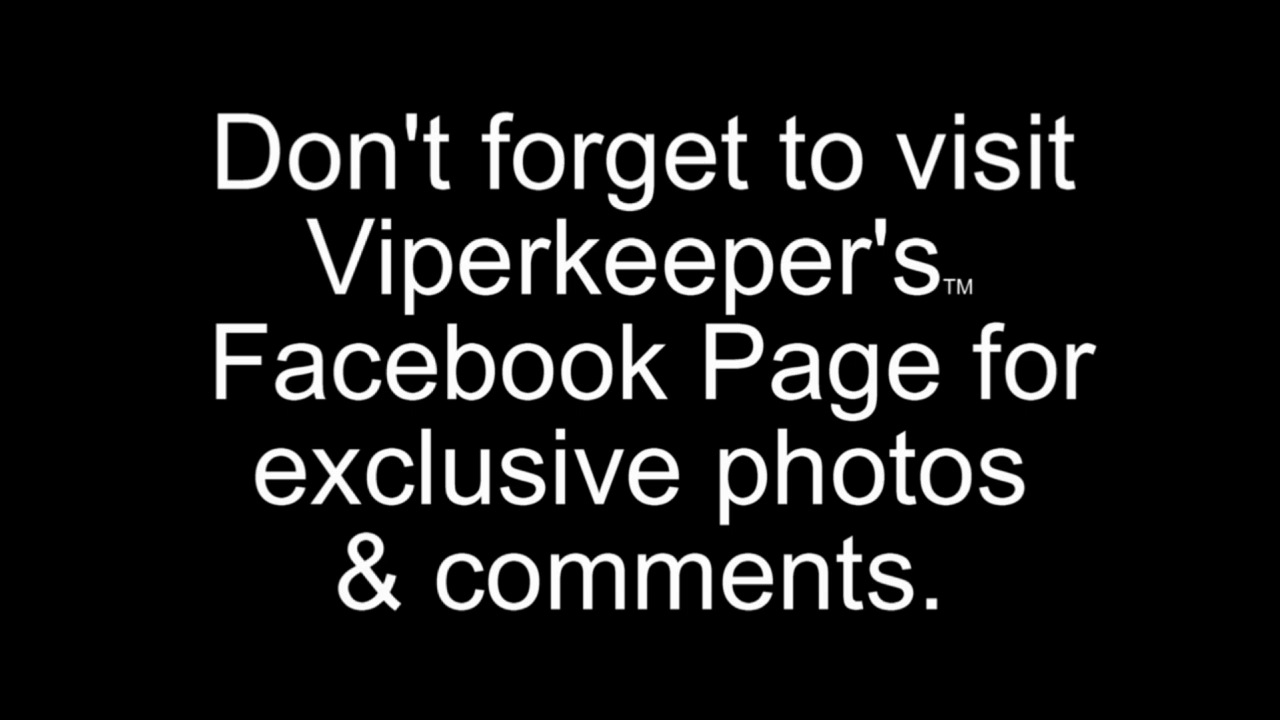 Don't forget to visit
Viperkeeper's™
Facebook Page for
exclusive photos
& comments.